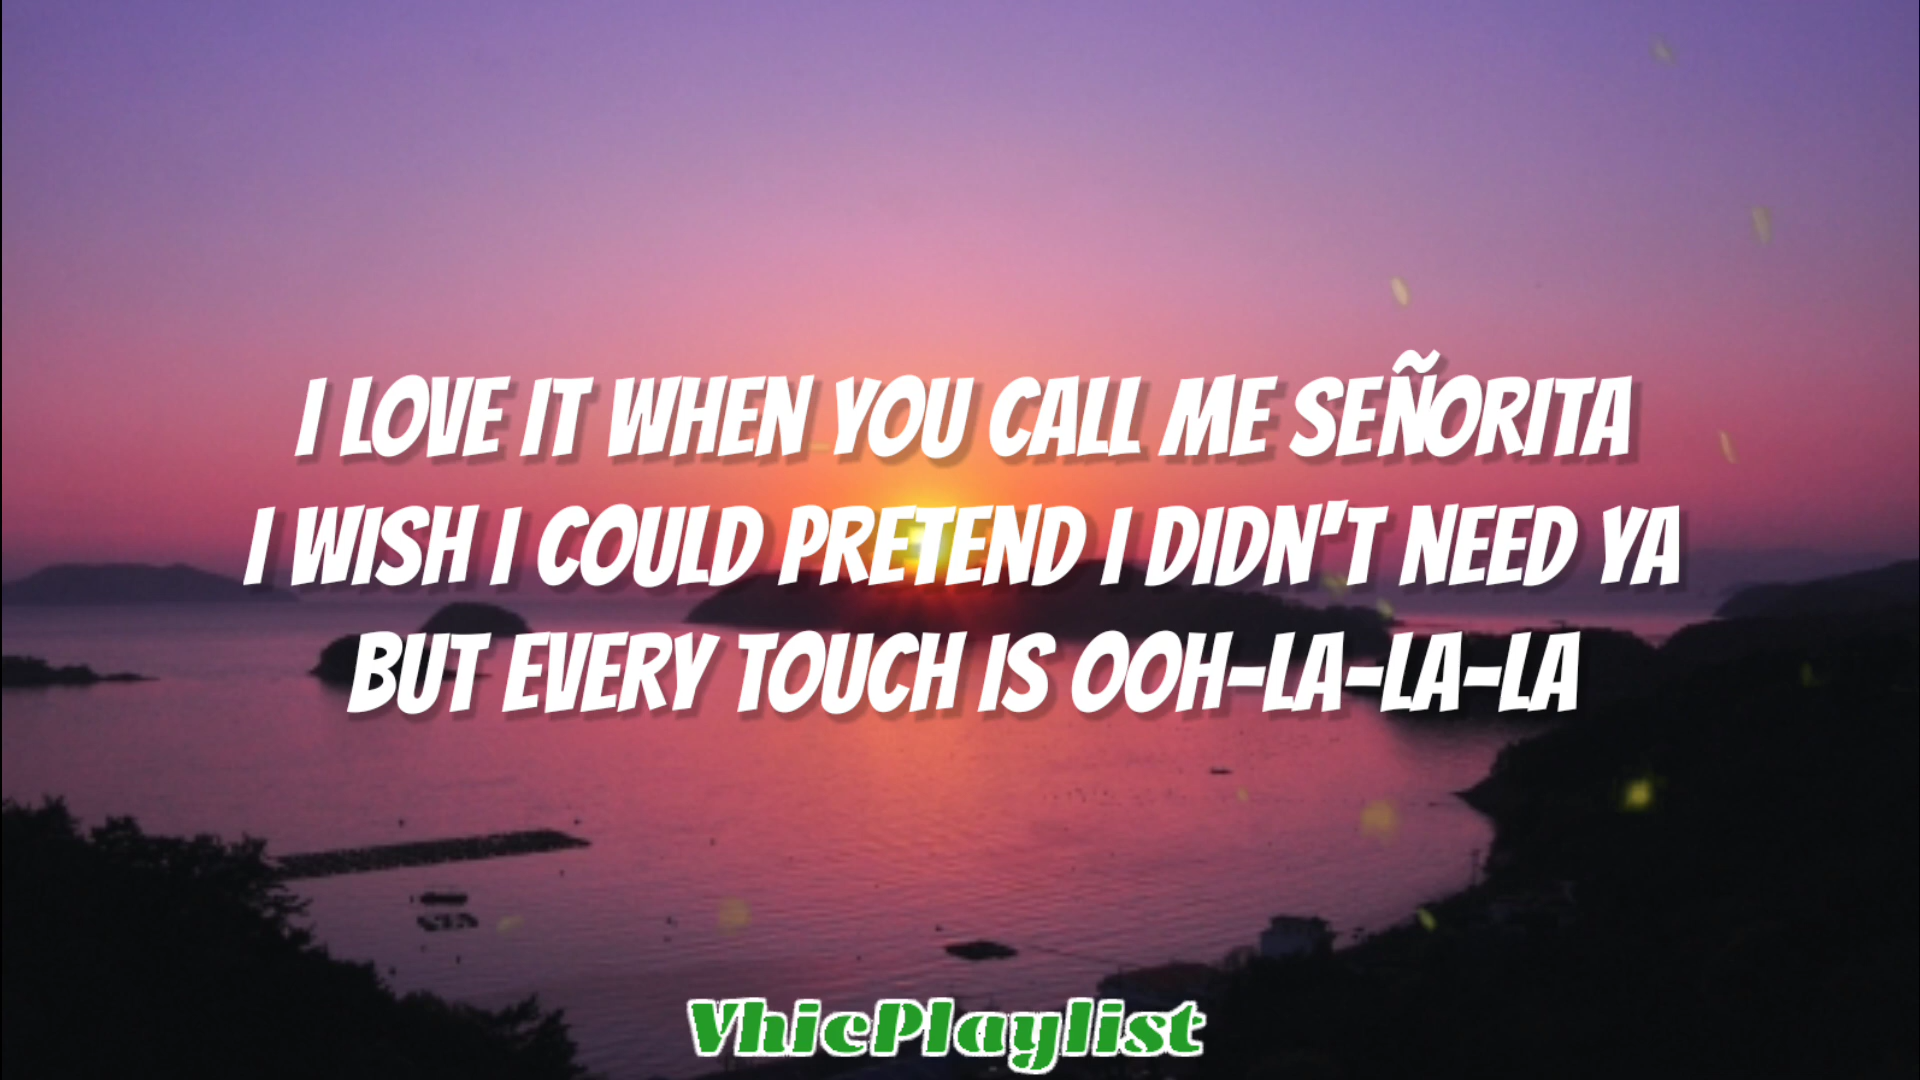 I LOVE IT WHEN YOU CALL ME SEÑORITA
I WISH I COULD PRETEND I DIDN'T NEED YA
BUT EVERY TOUCH IS OOH-LA-LA-LA
VhicPlaylist